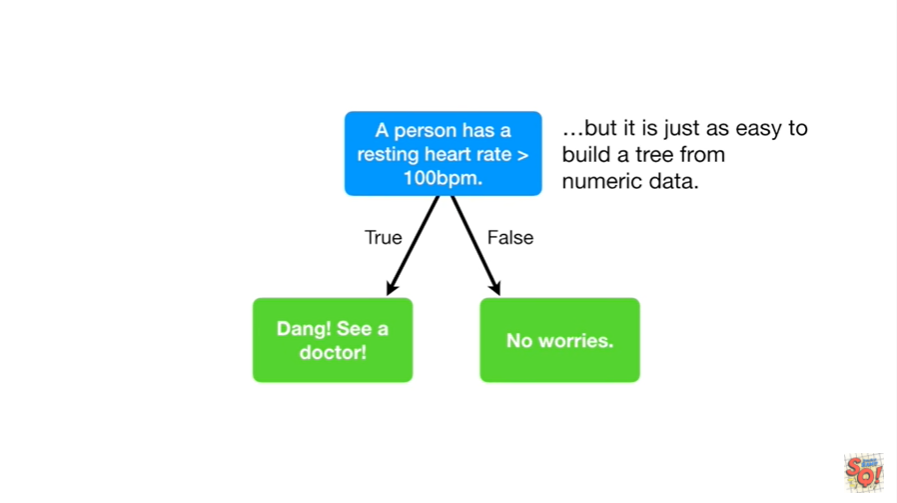 A person has a
resting heart rate >
100bpm.
…but it is just as easy to
build a tree from
numeric data.
True
False
Dang! See a
doctor!
No worries.
SQ!